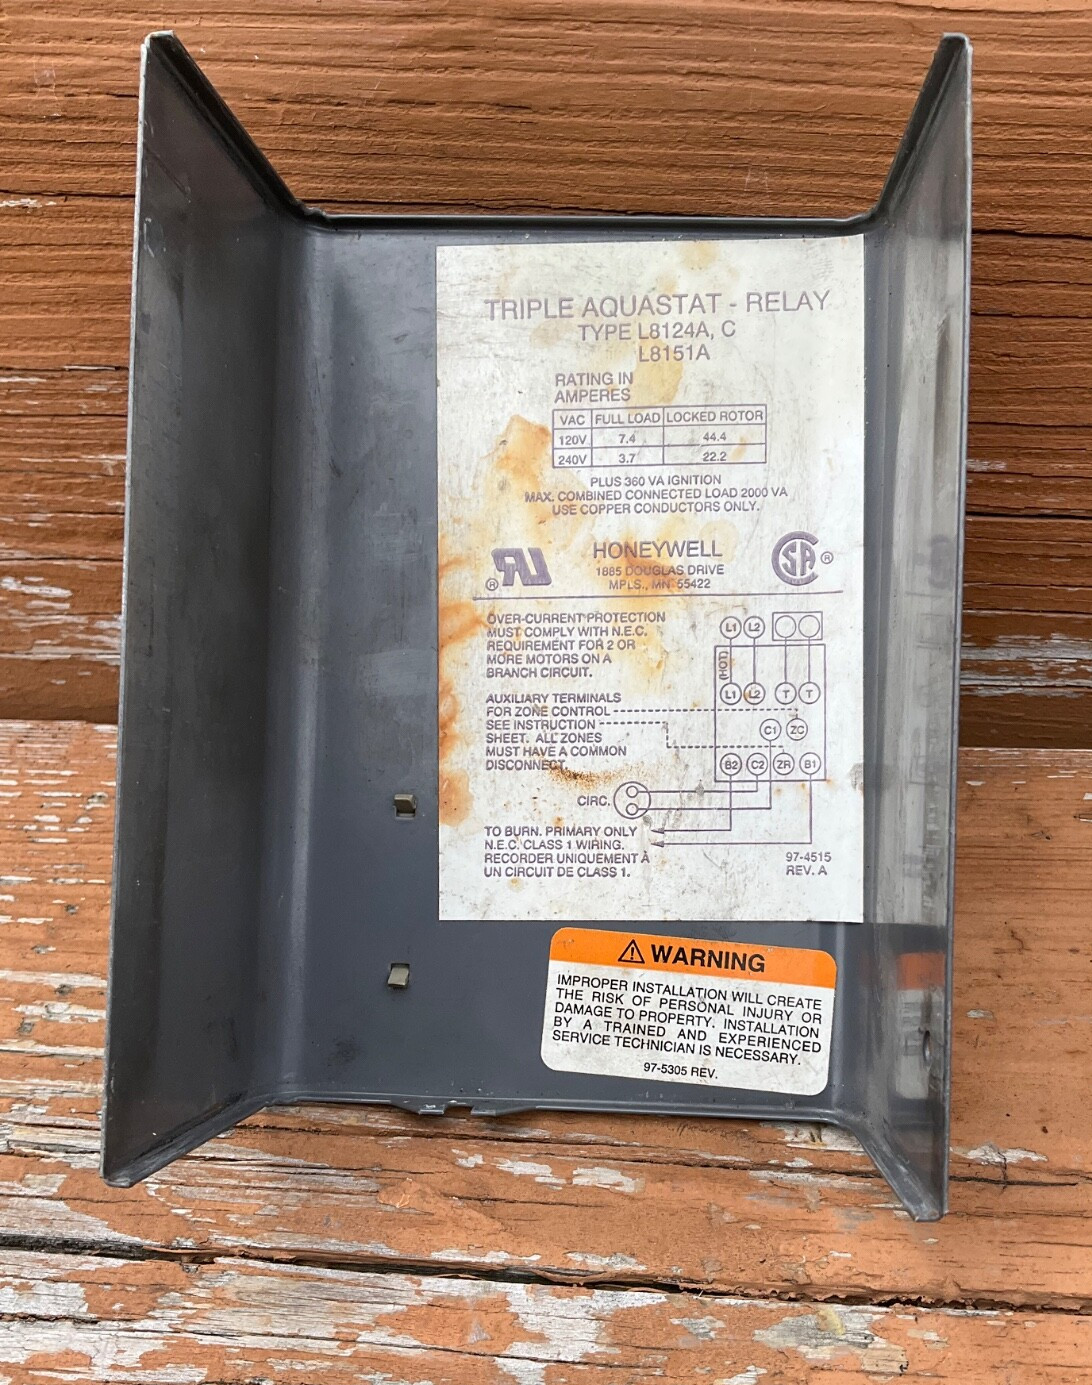 TRIPLE AQUASTAT - RELAY
TYPE L8124A, C
L8151A
RATING IN
AMPERES
VAC FULL LOAD LOCKED ROTOR
120V 7.4 44.4
240V 3.7 22.2
PLUS 360 VA IGNITION
MAX. COMBINED CONNECTED LOAD 2000 VA
USE COPPER CONDUCTORS ONLY.
HONEYWELL
1885 DOUGLAS DRIVE
MPLS., MN 55422
® RU
SA ®
OVER-CURRENT PROTECTION
MUST COMPLY WITH N.E.C.
REQUIREMENT FOR 2 OR
MORE MOTORS ON A
BRANCH CIRCUIT.
AUXILIARY TERMINALS
FOR ZONE CONTROL
SEE INSTRUCTION
SHEET. ALL ZONES
MUST HAVE A COMMON
DISCONNECT.
L1 L2
(HOT)
L1 L2 T T
C1 ZC
B2 C2 ZR B1
CIRC.
TO BURN. PRIMARY ONLY
N.E.C. CLASS 1 WIRING.
RECORDER UNIQUEMENT À
UN CIRCUIT DE CLASS 1.
97-4515
REV. A
WARNING
IMPROPER INSTALLATION WILL CREATE
THE RISK OF PERSONAL INJURY OR
DAMAGE TO PROPERTY. INSTALLATION
BY A TRAINED AND EXPERIENCED
SERVICE TECHNICIAN IS NECESSARY.
97-5305 REV.